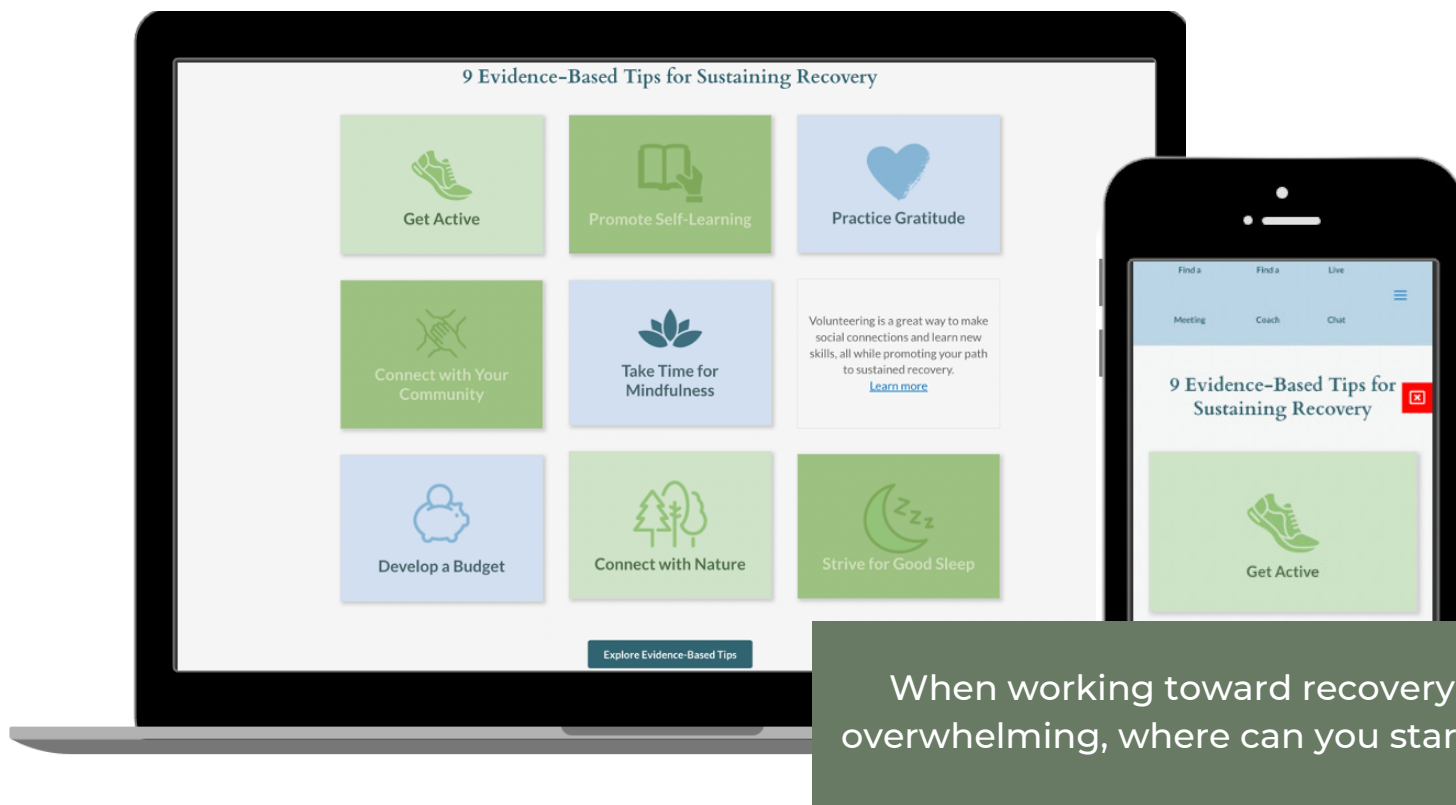 9 Evidence-Based Tips for Sustaining Recovery
Get Active
Promote Self-Learning
Practice Gratitude
Connect with Your
Community
Take Time for
Mindfulness
Volunteering is a great way to make
social connections and learn new
skills, all while promoting your path
to sustained recovery.
Learn more
Develop a Budget
Connect with Nature
zzz
Strive for Good Sleep
Explore Evidence-Based Tips
Find a
Meeting
Find a
Coach
Live
Chat
9 Evidence-Based Tips for
Sustaining Recovery
Get Active
When working toward recovery
overwhelming, where can you star